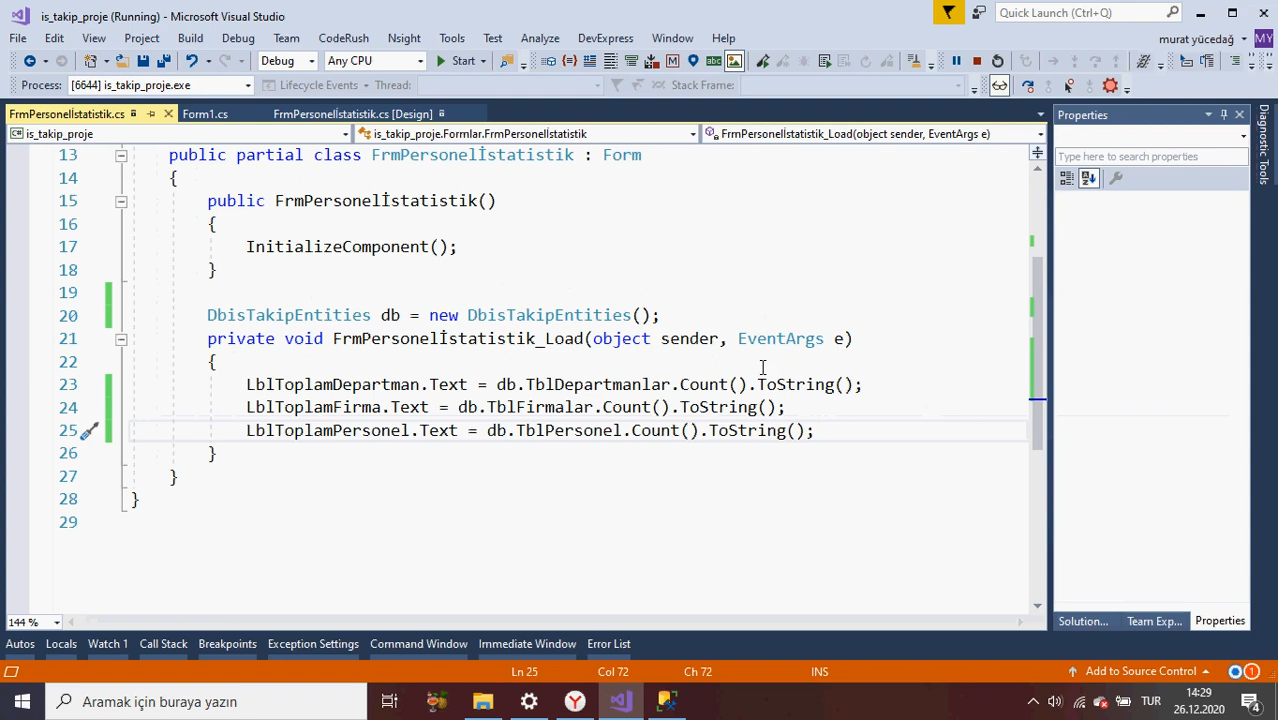 is_takip_proje (Running) - Microsoft Visual Studio
Quick Launch (Ctrl+Q)
File Edit View Project Build Debug Team CodeRush Nsight Tools Test Analyze DevExpress Window Help
murat yücedağ MY
Debug Any CPU Start
Process: [6644] is_takip_proje.exe Lifecycle Events Thread: Stack Frame:
FrmPersonelİstatistik.cs Form1.cs FrmPersonelİstatistik.cs [Design]
is_takip_proje is_takip_proje.Formlar.FrmPersonelİstatistik FrmPersonelİstatistik_Load(object sender, EventArgs e)
13 public partial class FrmPersonelİstatistik : Form
14 {
15 public FrmPersonelİstatistik()
16 {
17 InitializeComponent();
18 }
19
20 DbisTakipEntities db = new DbisTakipEntities();
21 private void FrmPersonelİstatistik_Load(object sender, EventArgs e)
22 {
23 LblToplamDepartman.Text = db.TblDepartmanlar.Count().ToString();
24 LblToplamFirma.Text = db.TblFirmalar.Count().ToString();
25 LblToplamPersonel.Text = db.TblPersonel.Count().ToString();
26 }
27 }
28 }
29
144 %
Properties
Type here to search properties
Diagnostic Tools
Solution... Team Exp... Properties
Autos Locals Watch 1 Call Stack Breakpoints Exception Settings Command Window Immediate Window Error List
Ln 25 Col 72 Ch 72 INS Add to Source Control 1
Aramak için buraya yazın
TUR
14:29
26.12.2020
4